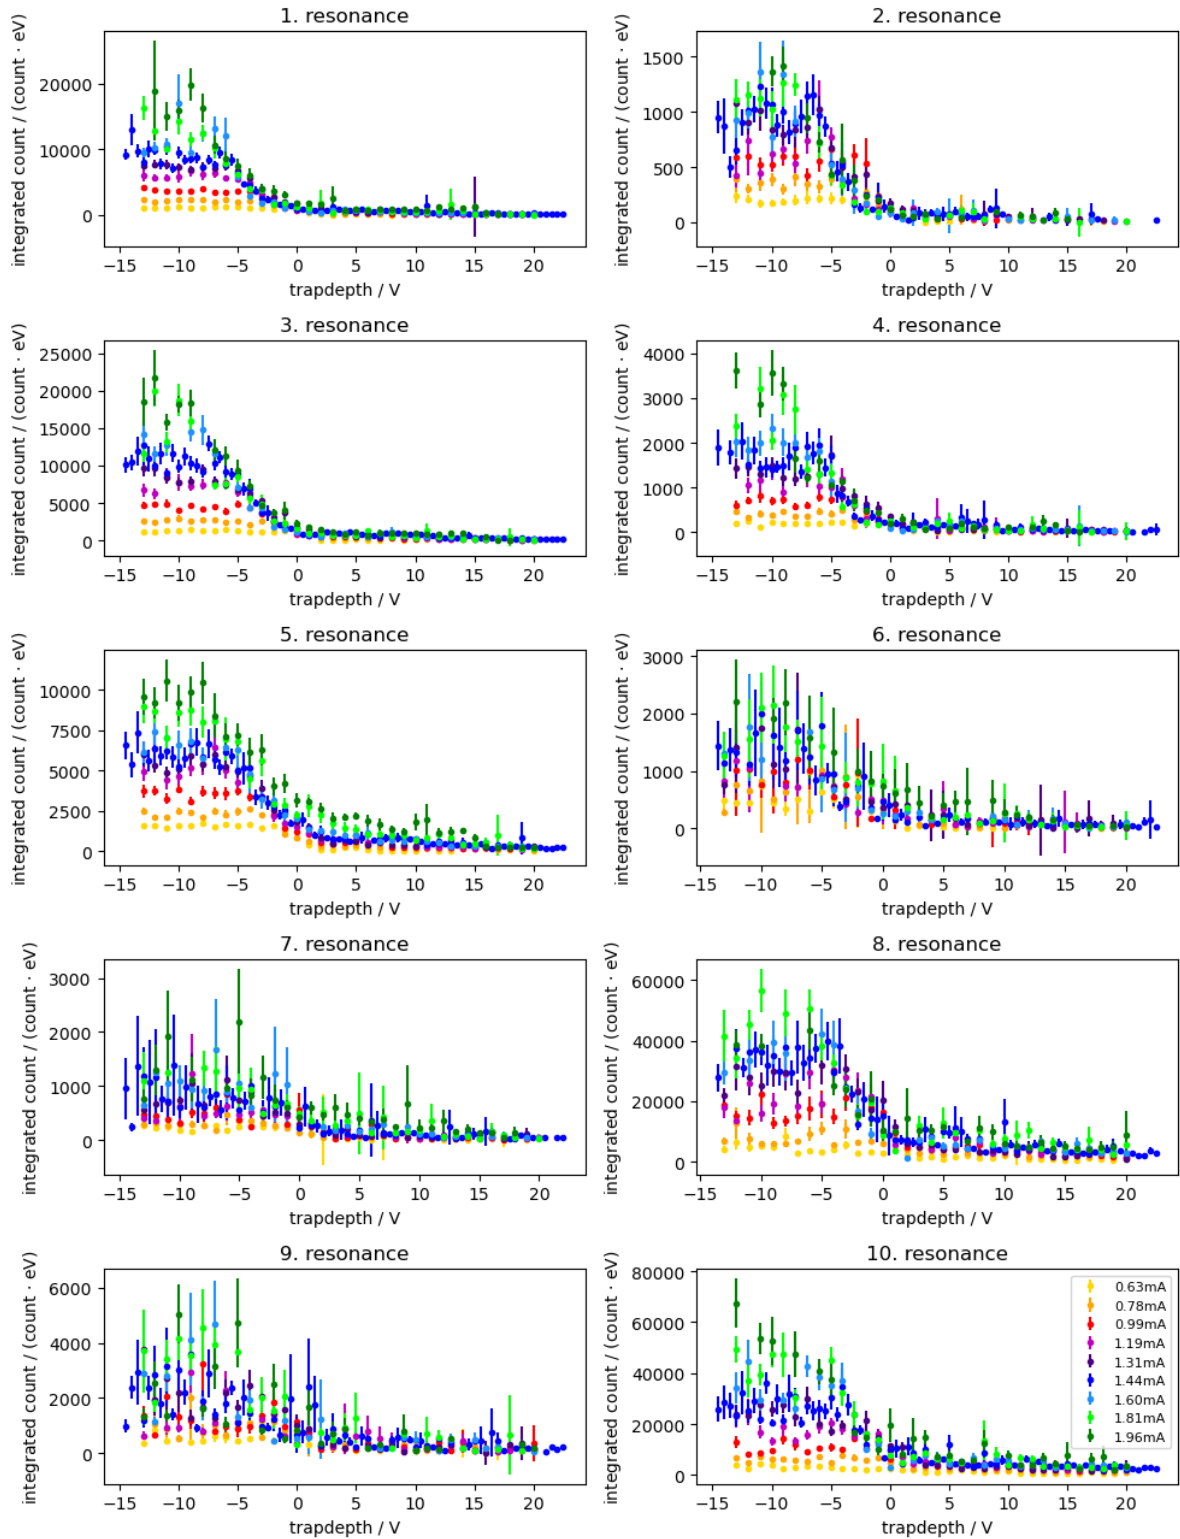 1. resonance
integrated count / (count · eV)
20000
10000
0
−15 −10 −5 0 5 10 15 20
trapdepth / V
2. resonance
integrated count / (count · eV)
1500
1000
500
0
−15 −10 −5 0 5 10 15 20
trapdepth / V
3. resonance
integrated count / (count · eV)
25000
20000
15000
10000
5000
0
−15 −10 −5 0 5 10 15 20
trapdepth / V
4. resonance
integrated count / (count · eV)
4000
3000
2000
1000
0
−15 −10 −5 0 5 10 15 20
trapdepth / V
5. resonance
integrated count / (count · eV)
10000
7500
5000
2500
0
−15 −10 −5 0 5 10 15 20
trapdepth / V
6. resonance
integrated count / (count · eV)
3000
2000
1000
0
−15 −10 −5 0 5 10 15 20
trapdepth / V
7. resonance
integrated count / (count · eV)
3000
2000
1000
0
−15 −10 −5 0 5 10 15 20
trapdepth / V
8. resonance
integrated count / (count · eV)
60000
40000
20000
0
−15 −10 −5 0 5 10 15 20
trapdepth / V
9. resonance
integrated count / (count · eV)
6000
4000
2000
0
−15 −10 −5 0 5 10 15 20
trapdepth / V
10. resonance
integrated count / (count · eV)
80000
60000
40000
20000
0
−15 −10 −5 0 5 10 15 20
trapdepth / V
0.63mA
0.78mA
0.99mA
1.19mA
1.31mA
1.44mA
1.60mA
1.81mA
1.96mA